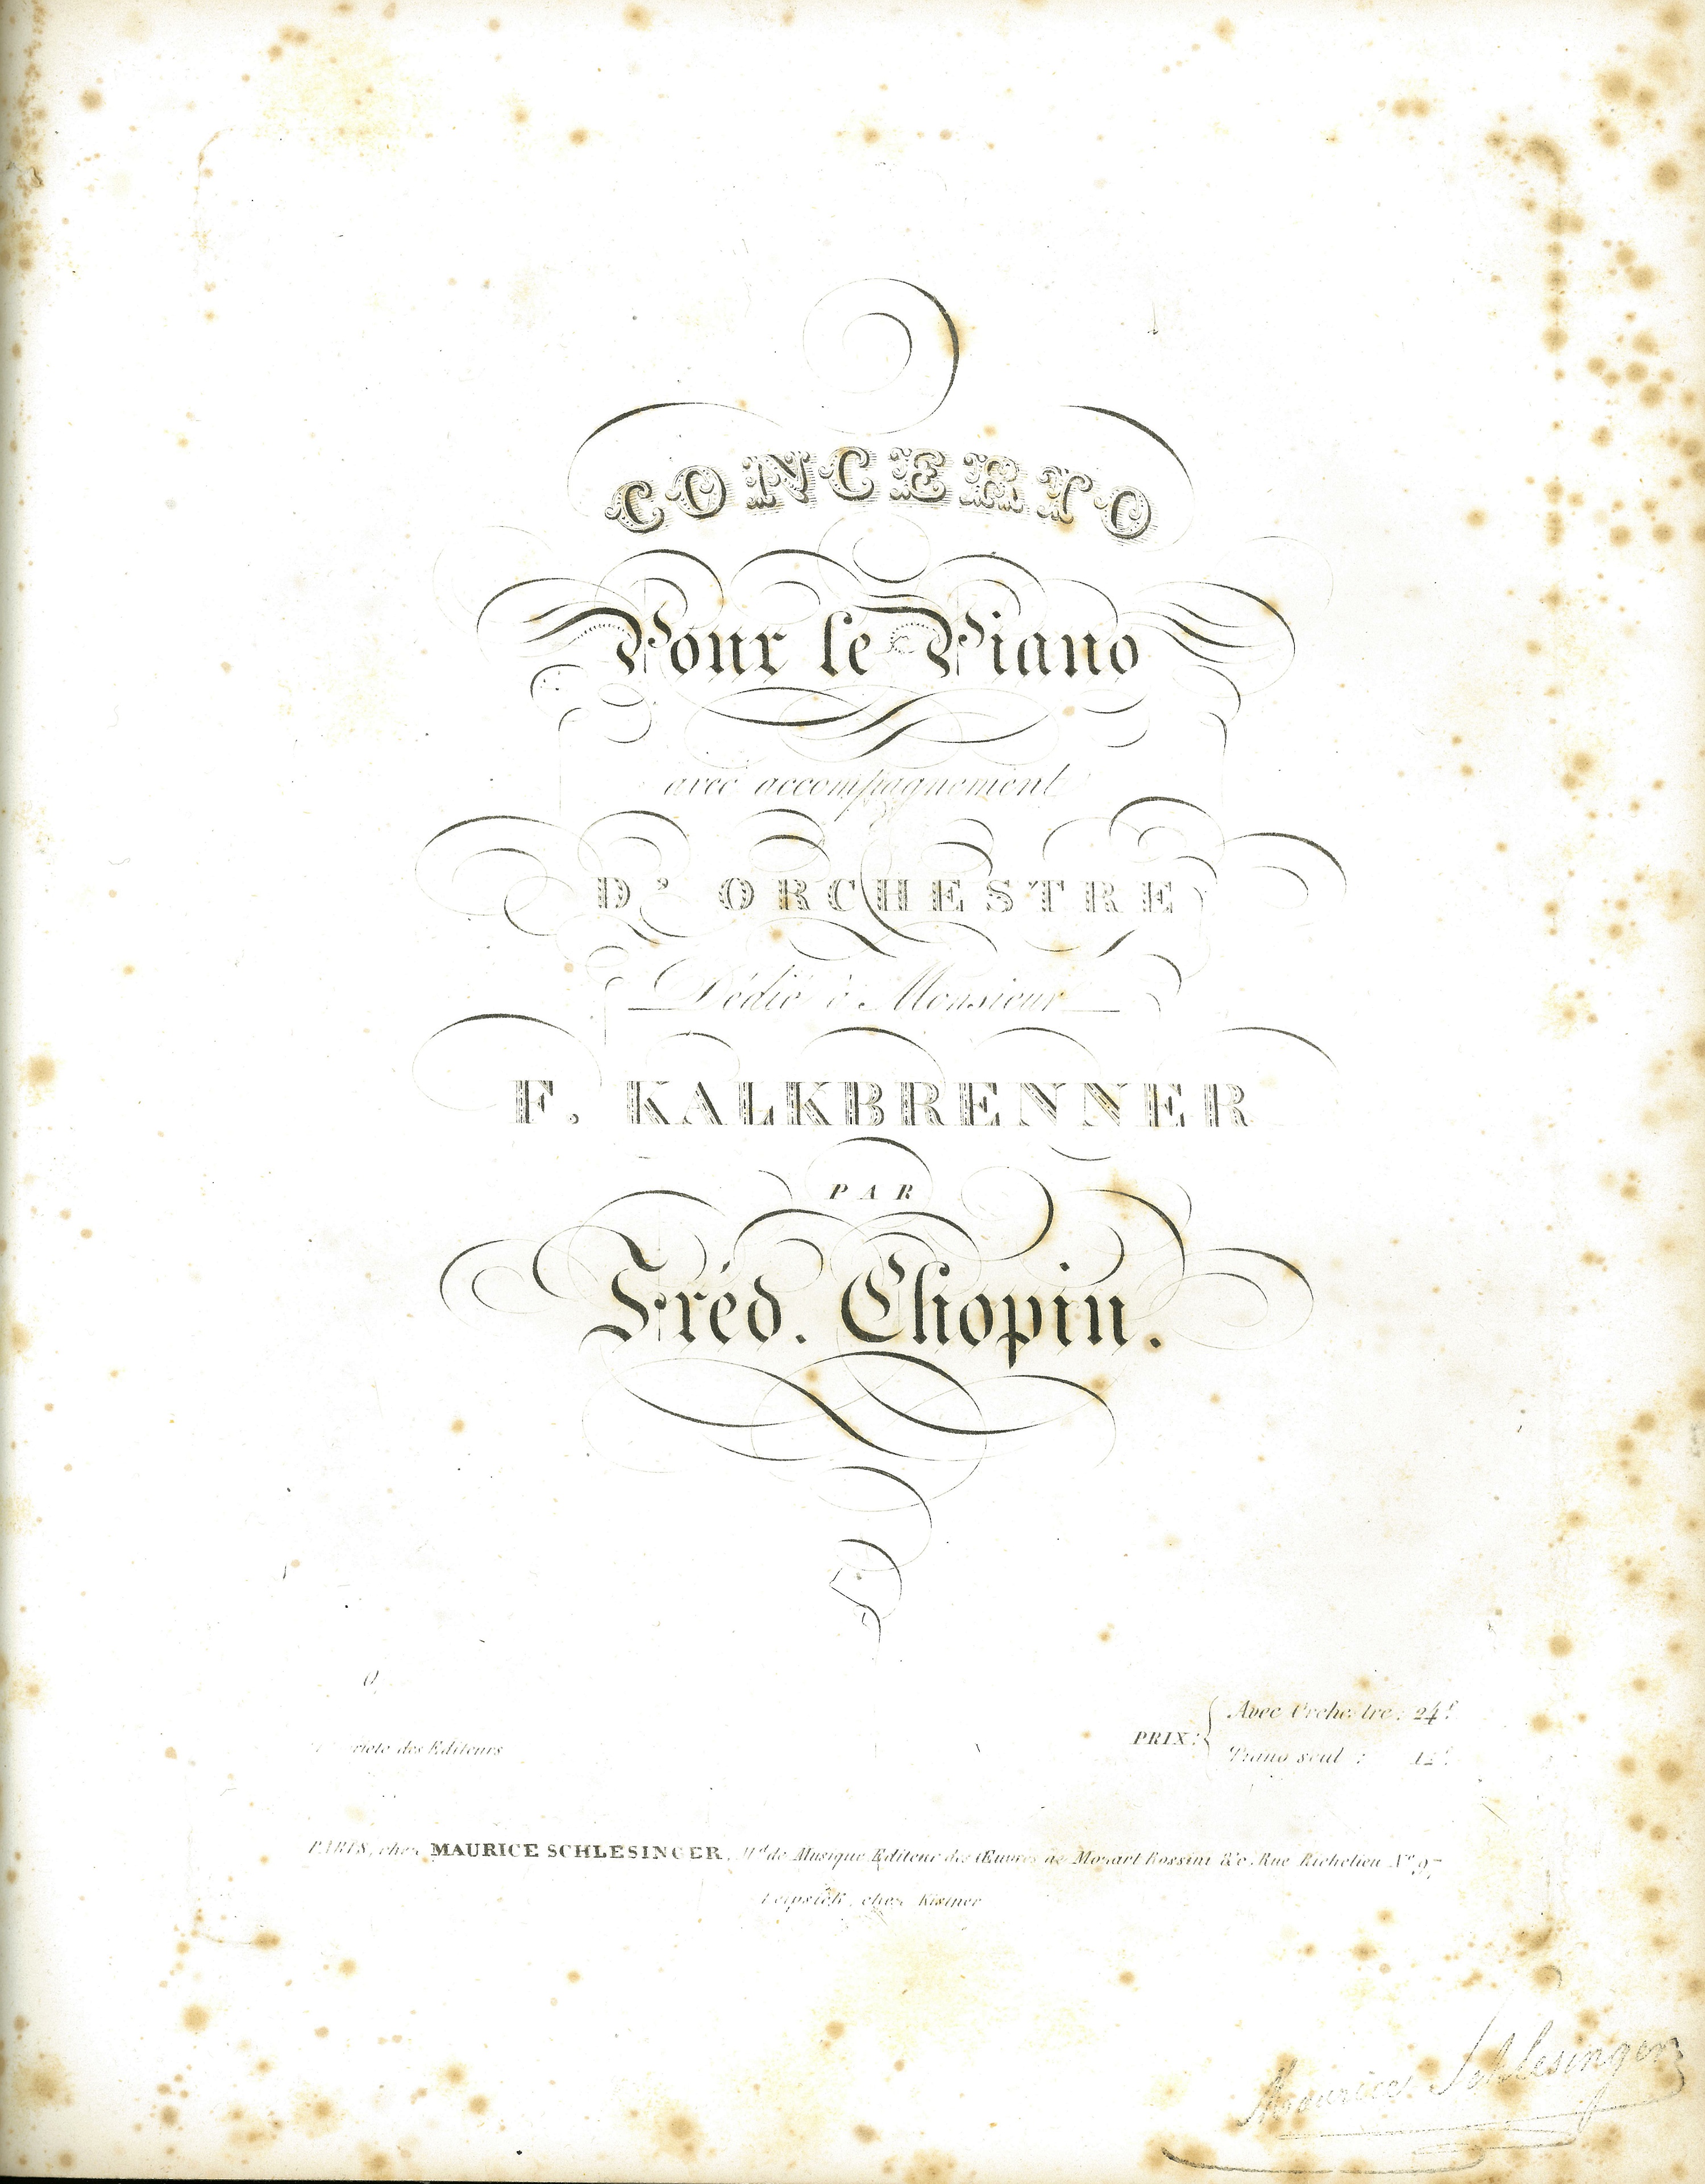 CONCERTO
Pour le Piano
avec accompagnement
D' ORCHESTRE
Dédié à Monsieur
F. KALKBRENNER
PAR
Fréd. Chopin.
O
des Editeurs
PRIX: Avec Orchestre: 24f.
Piano seul: 12f.
PARIS, chez MAURICE SCHLESINGER, Md de Musique Editeur des Œuvres de Mozart Rossini &c. Rue Richelieu No 97
Leipsick, chez Kistner
Maurice Schlesinger